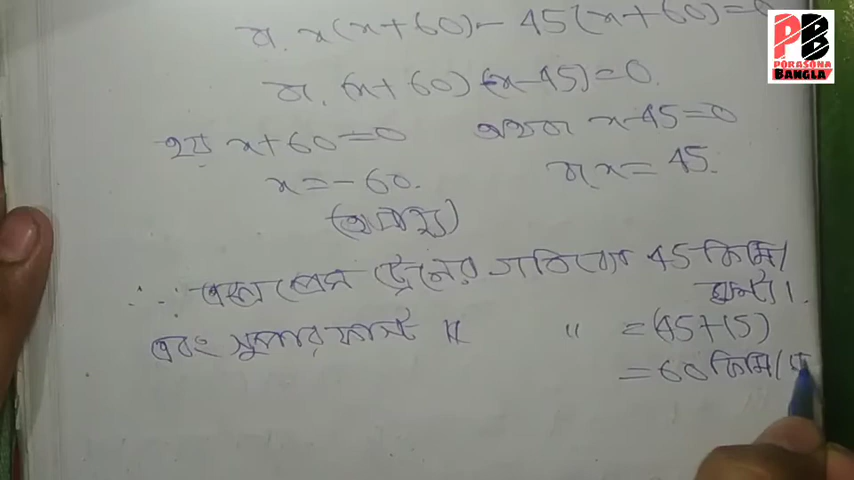 বা. x(x+60) - 45(x+60)=0
বা. (x+60) (x-45)=0.
হয় x+60=0 অথবা x-45=0
x=-60. বা. x= 45.
(অগ্রাহ্য)
∴ এক্সপ্রেস ট্রেনের গতিবেগ 45 কিমি/
ঘন্টা।
এবং সুপারফাস্ট " " =(45+15)
=60 কিমি/ঘ
PB
PORASONA
BANGLA